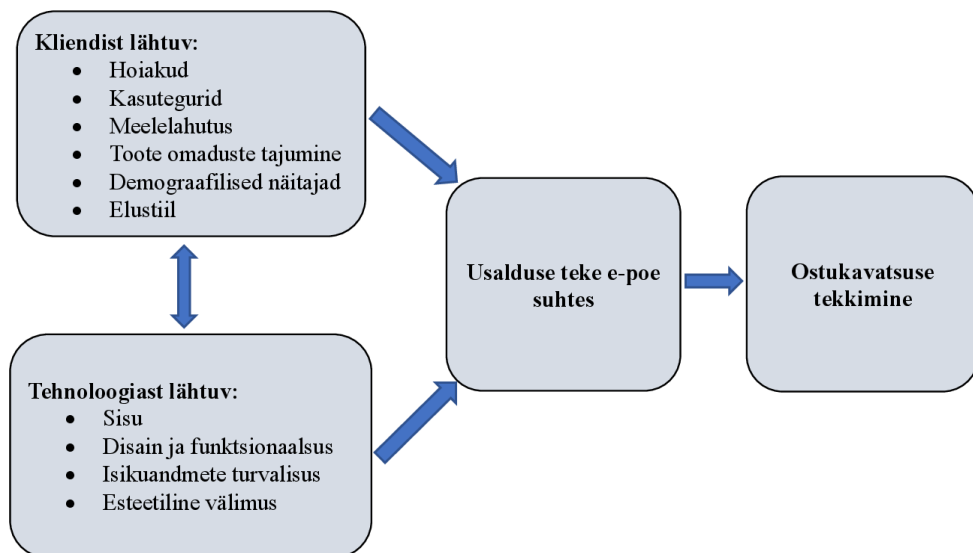 Kliendist lähtuv:
• Hoiakud
• Kasutegurid
• Meelelahutus
• Toote omaduste tajumine
• Demograafilised näitajad
• Elustiil
Tehnoloogiast lähtuv:
• Sisu
• Disain ja funktsionaalsus
• Isikuandmete turvalisus
• Esteetiline välimus
Usalduse teke e-poe
suhtes
Ostukavatsuse
tekkimine